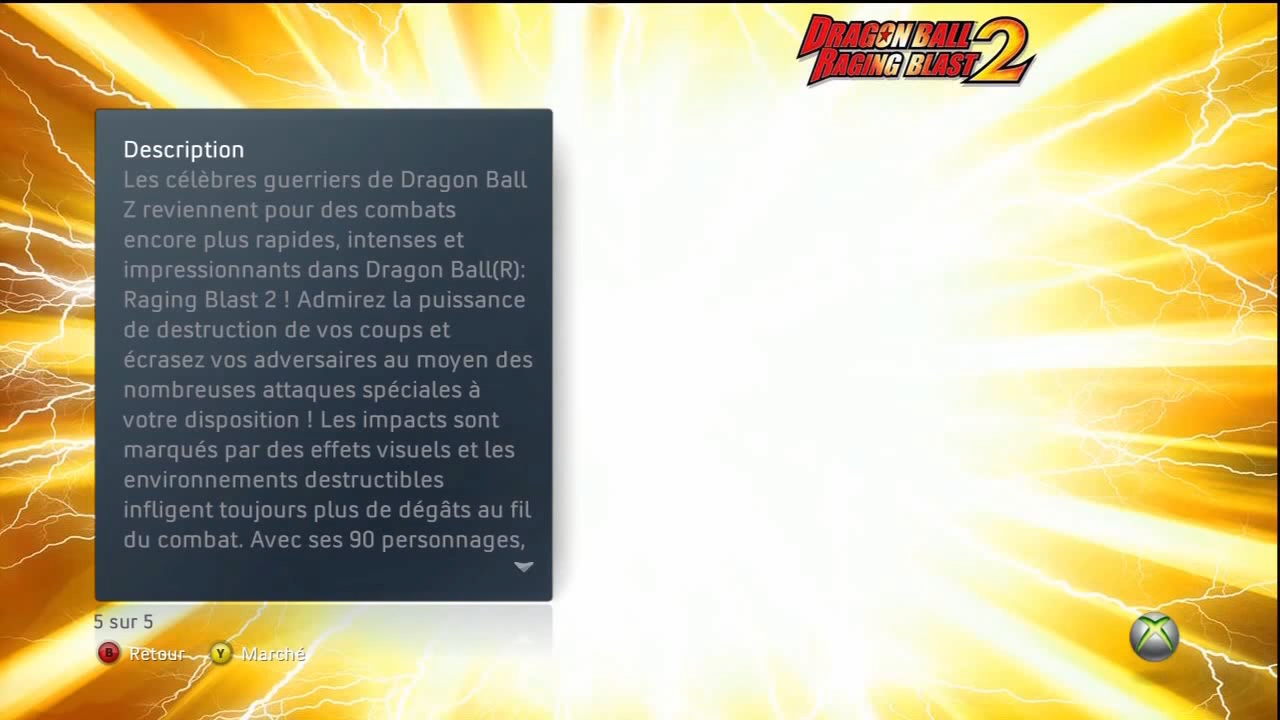 DRAGON BALL
RAGING BLAST 2
Description
Les célèbres guerriers de Dragon Ball
Z reviennent pour des combats
encore plus rapides, intenses et
impressionnants dans Dragon Ball(R):
Raging Blast 2 ! Admirez la puissance
de destruction de vos coups et
écrasez vos adversaires au moyen des
nombreuses attaques spéciales à
votre disposition ! Les impacts sont
marqués par des effets visuels et les
environnements destructibles
infligent toujours plus de dégâts au fil
du combat. Avec ses 90 personnages,
5 sur 5
B Retour Y Marché